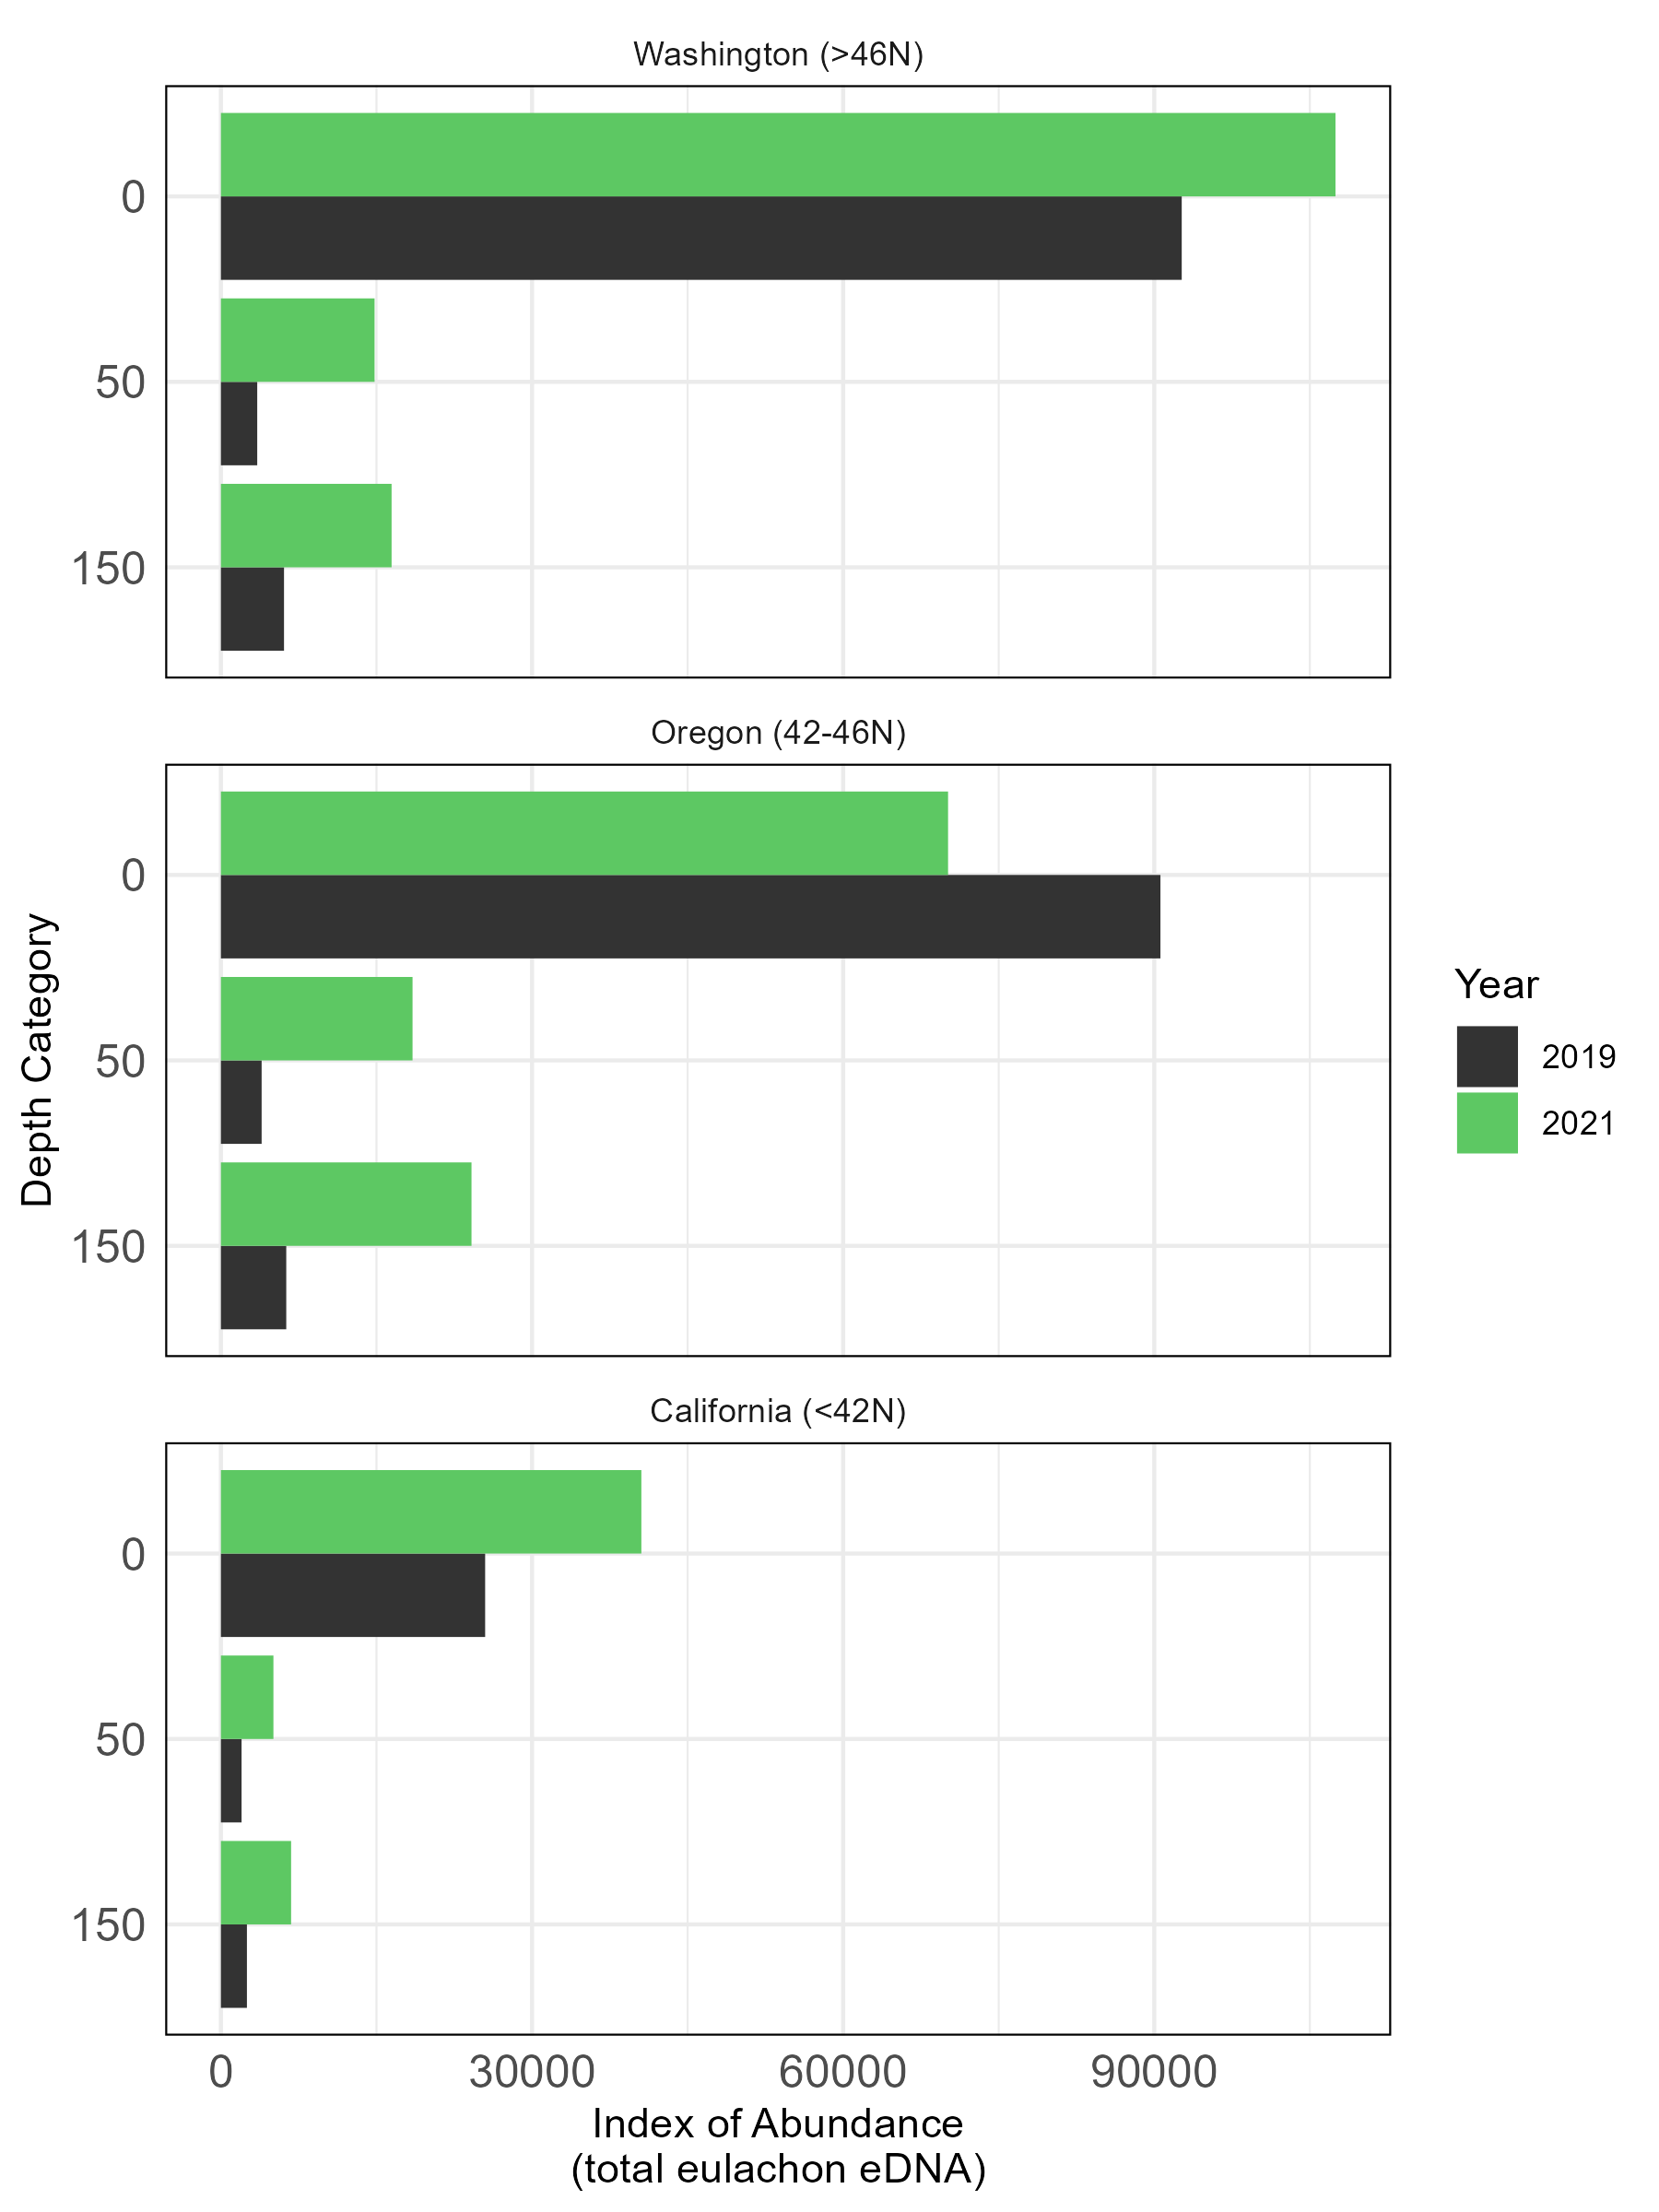 Washington (>46N)
0
50
150
Oregon (42-46N)
0
50
150
California (<42N)
0
50
150
0 30000 60000 90000
Index of Abundance
(total eulachon eDNA)
Depth Category
Year
2019
2021